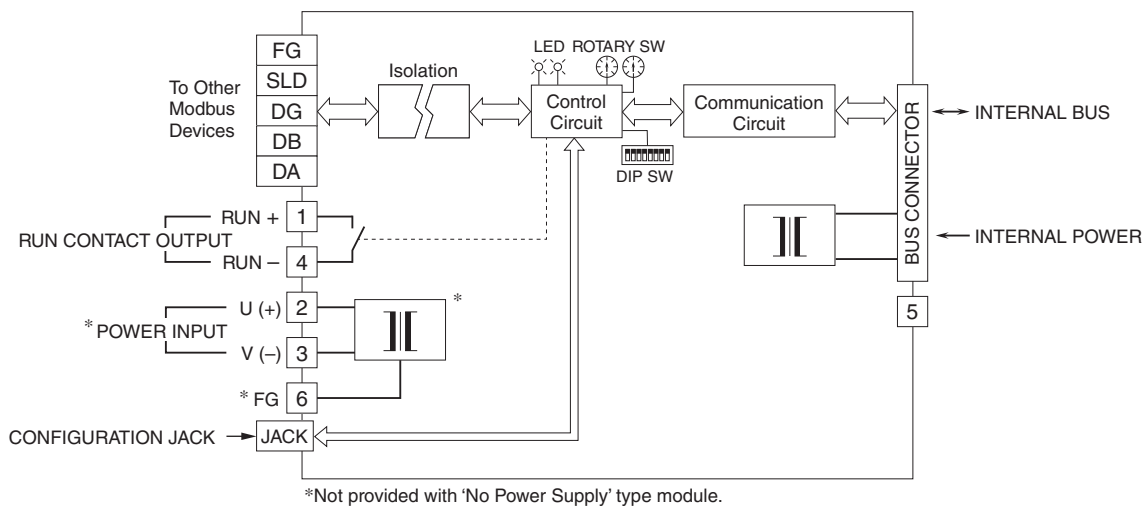 FG
SLD
DG
DB
DA
To Other
Modbus
Devices
Isolation
LED
ROTARY SW
Control
Circuit
DIP SW
Communication
Circuit
BUS CONNECTOR
INTERNAL BUS
INTERNAL POWER
5
RUN CONTACT OUTPUT
RUN +
1
RUN –
4
* POWER INPUT
U (+)
2
V (–)
3
*
* FG
6
CONFIGURATION JACK
JACK
*Not provided with ‘No Power Supply’ type module.